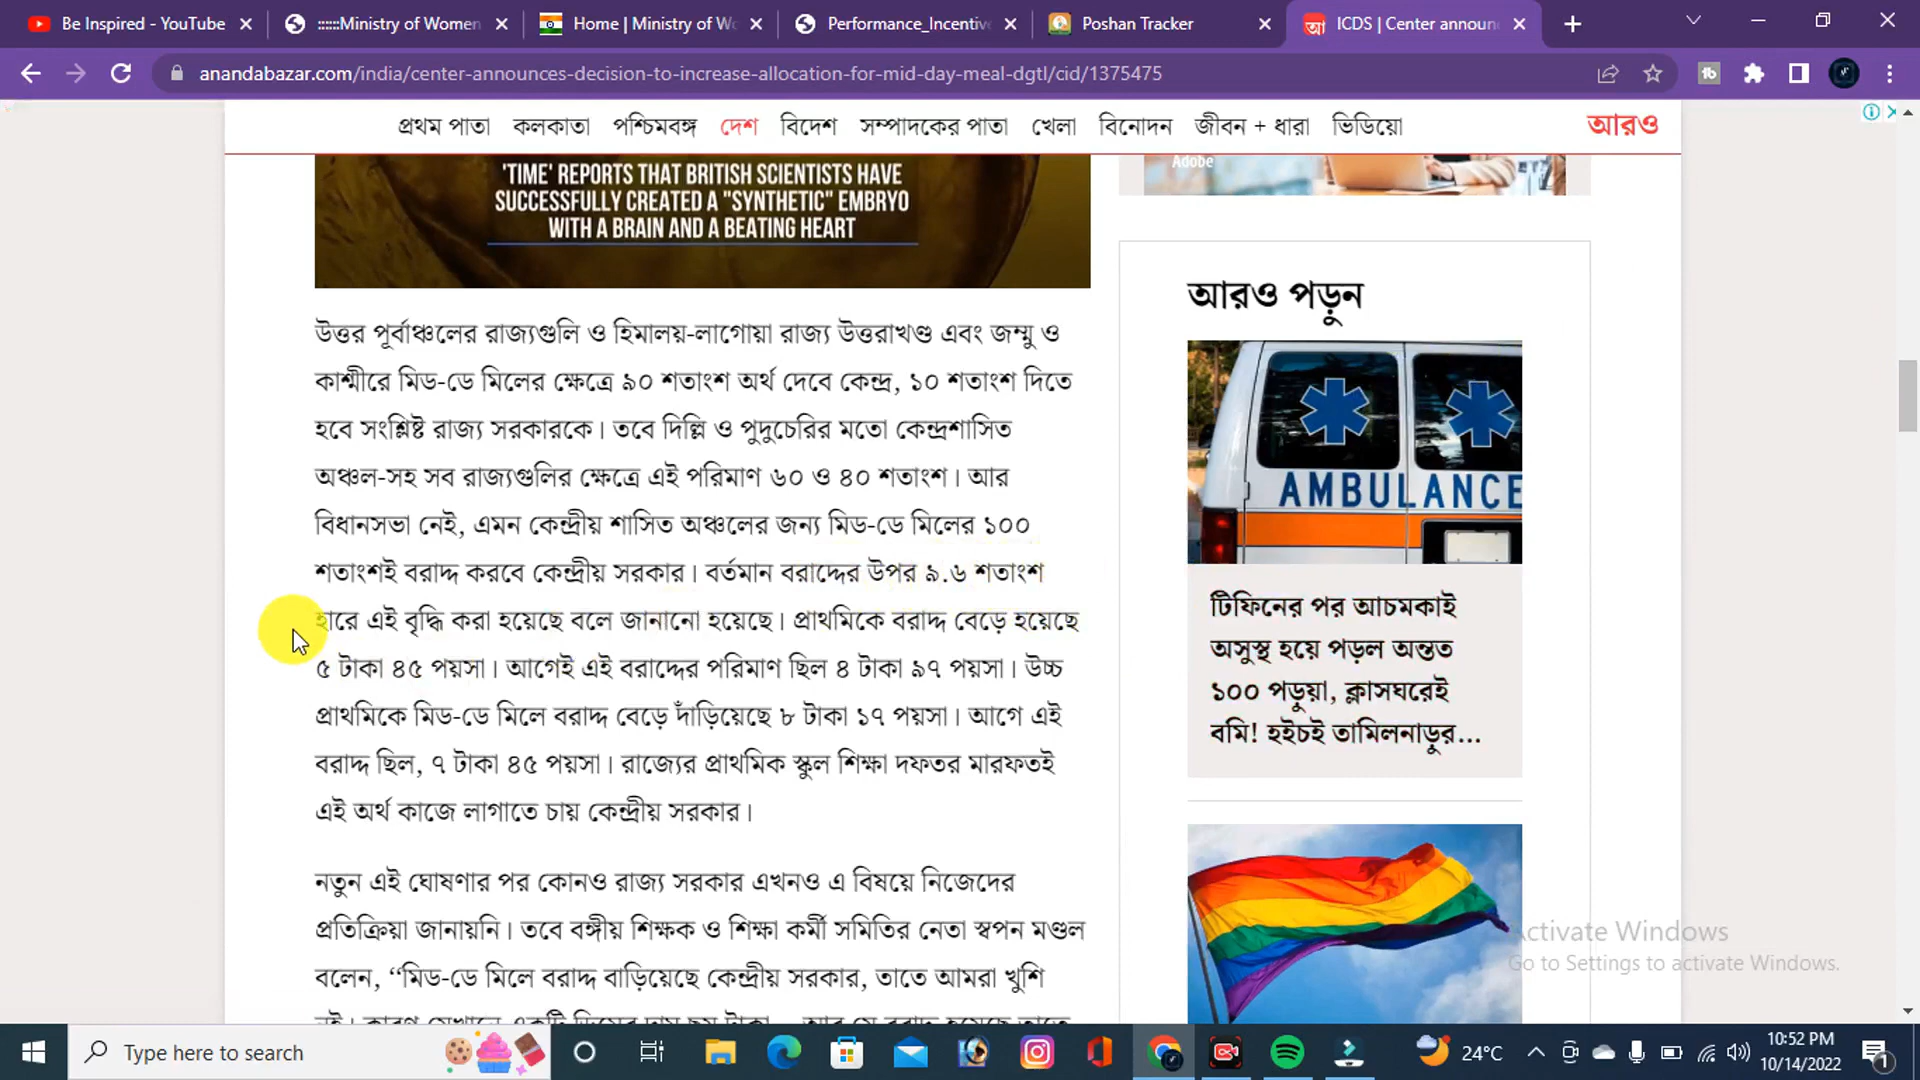 Be Inspired - YouTube
:::::Ministry of Women
Home | Ministry of Wo
Performance_Incentive
Poshan Tracker
ICDS | Center announ
anandabazar.com/india/center-announces-decision-to-increase-allocation-for-mid-day-meal-dgtl/cid/1375475
প্রথম পাতা কলকাতা পশ্চিমবঙ্গ দেশ বিদেশ সম্পাদকের পাতা খেলা বিনোদন জীবন + ধারা ভিডিয়ো আরও
'TIME' REPORTS THAT BRITISH SCIENTISTS HAVE
SUCCESSFULLY CREATED A "SYNTHETIC" EMBRYO
WITH A BRAIN AND A BEATING HEART
Adobe
উত্তর পূর্বাঞ্চলের রাজ্যগুলি ও হিমালয়-লাগোয়া রাজ্য উত্তরাখণ্ড এবং জম্মু ও
কাশ্মীরে মিড-ডে মিলের ক্ষেত্রে ৯০ শতাংশ অর্থ দেবে কেন্দ্র, ১০ শতাংশ দিতে
হবে সংশ্লিষ্ট রাজ্য সরকারকে। তবে দিল্লি ও পুদুচেরির মতো কেন্দ্রশাসিত
অঞ্চল-সহ সব রাজ্যগুলির ক্ষেত্রে এই পরিমাণ ৬০ ও ৪০ শতাংশ। আর
বিধানসভা নেই, এমন কেন্দ্রীয় শাসিত অঞ্চলের জন্য মিড-ডে মিলের ১০০
শতাংশই বরাদ্দ করবে কেন্দ্রীয় সরকার। বর্তমান বরাদ্দের উপর ৯.৬ শতাংশ
হারে এই বৃদ্ধি করা হয়েছে বলে জানানো হয়েছে। প্রাথমিকে বরাদ্দ বেড়ে হয়েছে
৫ টাকা ৪৫ পয়সা। আগেই এই বরাদ্দের পরিমাণ ছিল ৪ টাকা ৯৭ পয়সা। উচ্চ
প্রাথমিকে মিড-ডে মিলে বরাদ্দ বেড়ে দাঁড়িয়েছে ৮ টাকা ১৭ পয়সা। আগে এই
বরাদ্দ ছিল, ৭ টাকা ৪৫ পয়সা। রাজ্যের প্রাথমিক স্কুল শিক্ষা দফতর মারফতই
এই অর্থ কাজে লাগাতে চায় কেন্দ্রীয় সরকার।
নতুন এই ঘোষণার পর কোনও রাজ্য সরকার এখনও এ বিষয়ে নিজেদের
প্রতিক্রিয়া জানায়নি। তবে বঙ্গীয় শিক্ষক ও শিক্ষা কর্মী সমিতির নেতা স্বপন মণ্ডল
বলেন, ‘‘মিড-ডে মিলে বরাদ্দ বাড়িয়েছে কেন্দ্রীয় সরকার, তাতে আমরা খুশি
আরও পড়ুন
AMBULANCE
টিফিনের পর আচমকাই
অসুস্থ হয়ে পড়ল অন্তত
১০০ পড়ুয়া, ক্লাসঘরেই
বমি! হইচই তামিলনাড়ুর...
Activate Windows
Go to Settings to activate Windows.
Type here to search
24°C
10:52 PM
10/14/2022
1